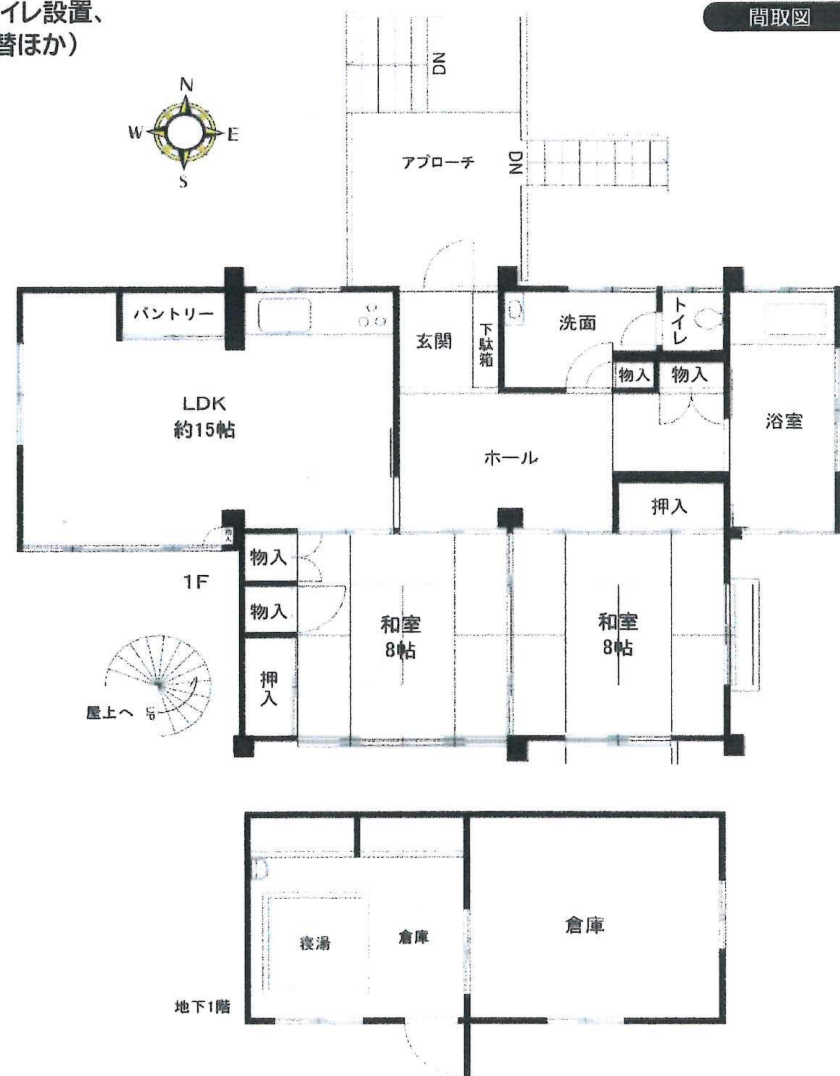 イレ設置、
替ほか）
間取図
N
W
E
S
DN
アプローチ
DN
パントリー
玄関
下駄箱
洗面
トイレ
物入
物入
LDK
約15帖
ホール
浴室
押入
物入
1F
物入
物入
和室
8帖
和室
8帖
押入
屋上へ
倉庫
寝湯
倉庫
地下1階